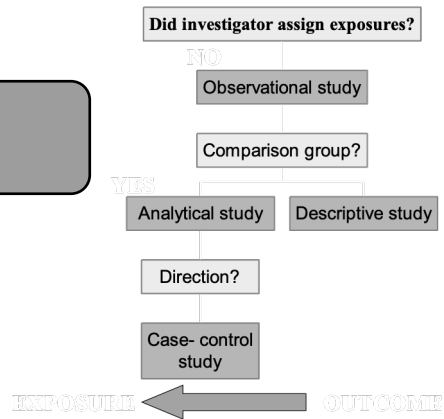 Did investigator assign exposures?
NO
Observational study
Comparison group?
YES
Analytical study
Descriptive study
Direction?
Case- control
study
EXPOSURE
OUTCOME